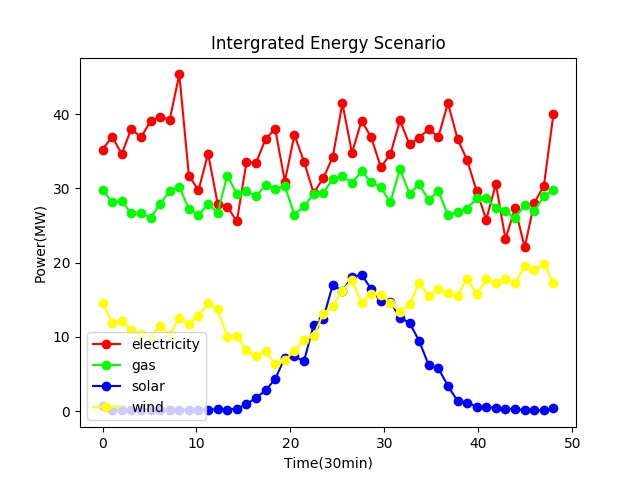 Intergrated Energy Scenario
Power(MW)
40
30
20
10
0
electricity
gas
solar
wind
0 10 20 30 40 50
Time(30min)